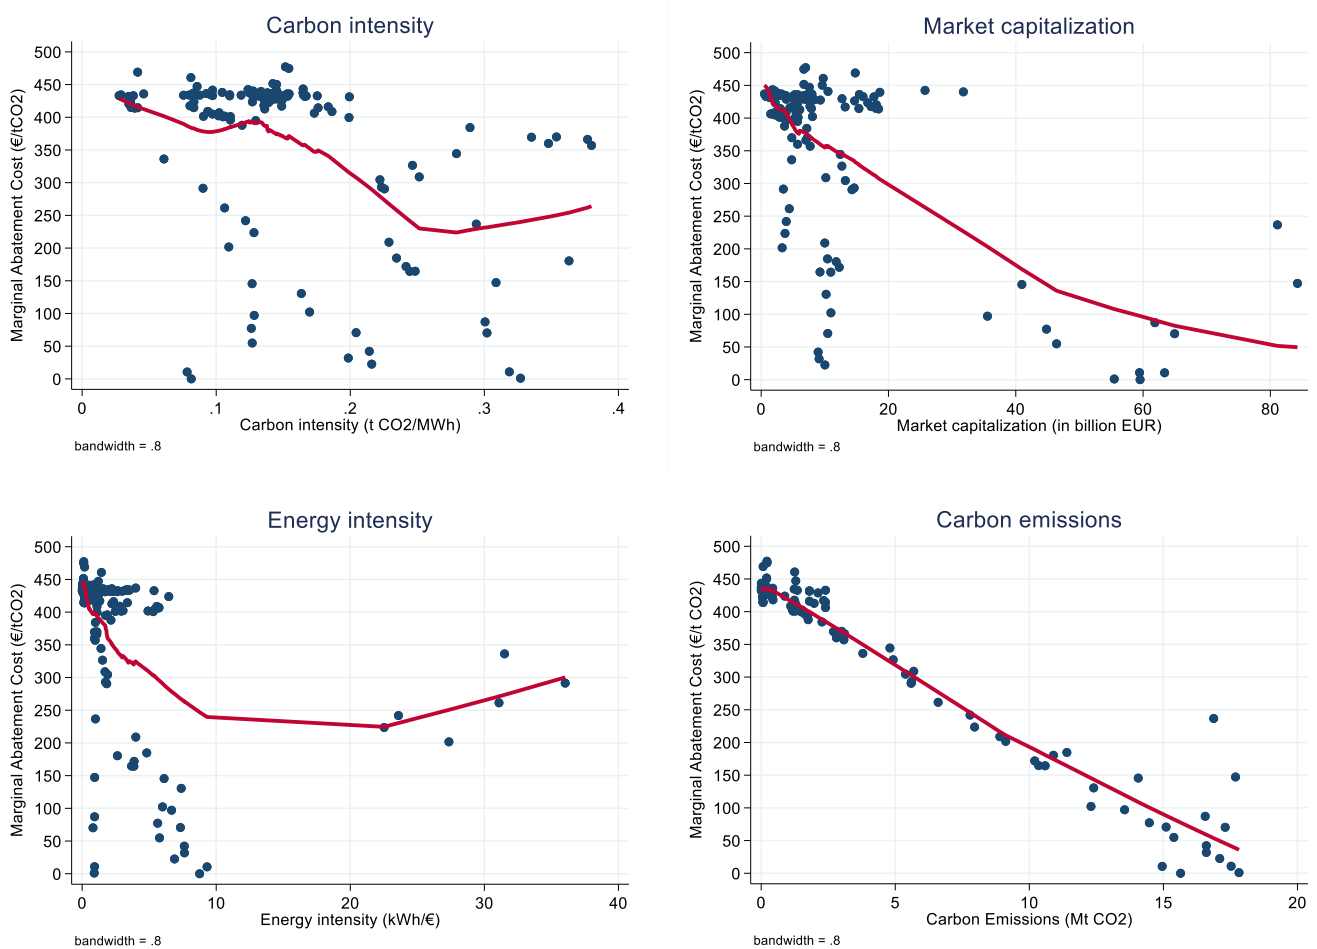 Carbon intensity
Marginal Abatement Cost (€/tCO2)
500
450
400
350
300
250
200
150
100
50
0
0 .1 .2 .3 .4
Carbon intensity (t CO2/MWh)
bandwidth = .8
Market capitalization
Marginal Abatement Cost (€/tCO2)
500
450
400
350
300
250
200
150
100
50
0
0 20 40 60 80
Market capitalization (in billion EUR)
bandwidth = .8
Energy intensity
Marginal Abatement Cost (€/tCO2)
500
450
400
350
300
250
200
150
100
50
0
0 10 20 30 40
Energy intensity (kWh/€)
bandwidth = .8
Carbon emissions
Marginal Abatement Cost (€/t CO2)
500
450
400
350
300
250
200
150
100
50
0
0 5 10 15 20
Carbon Emissions (Mt CO2)
bandwidth = .8